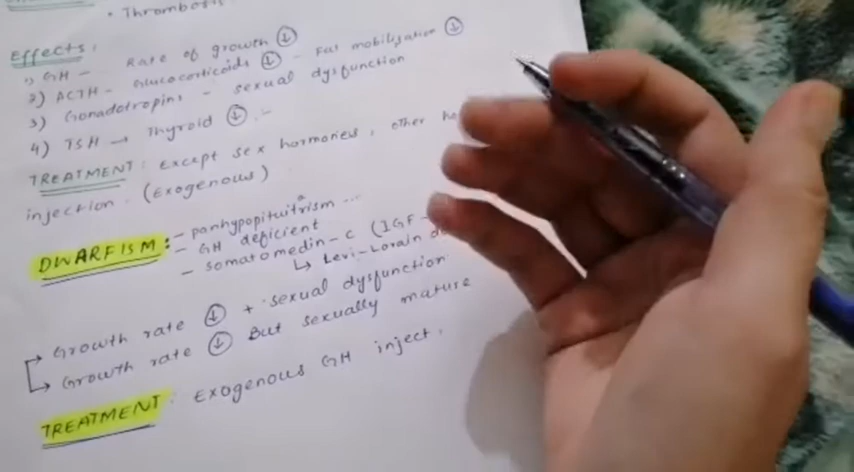 • Thrombosis
Effects :
1) GH - Rate of growth ↓
2) ACTH - Glucocorticoids ↓ - Fat mobilization ↓
3) Gonadotropins - sexual dysfunction
4) TSH → Thyroid ↓ :-
TREATMENT : Except sex hormones, other
injection. (Exogenous)
DWARFISM : - panhypopituitrism ...
- GH deficient
- somatomedin-C (IGF-
↳ Levi-Lorain
→ Growth rate ↓ + sexual dysfunction
→ Growth rate ↓ But sexually mature
TREATMENT : Exogenous GH inject.